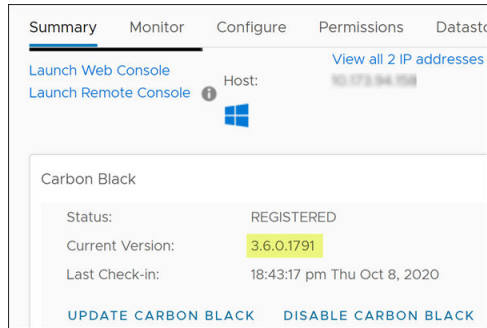 Summary Monitor Configure Permissions Datasto
View all 2 IP addresses
Launch Web Console
Launch Remote Console
Host:
Carbon Black
Status: REGISTERED
Current Version: 3.6.0.1791
Last Check-in: 18:43:17 pm Thu Oct 8, 2020
UPDATE CARBON BLACK DISABLE CARBON BLACK